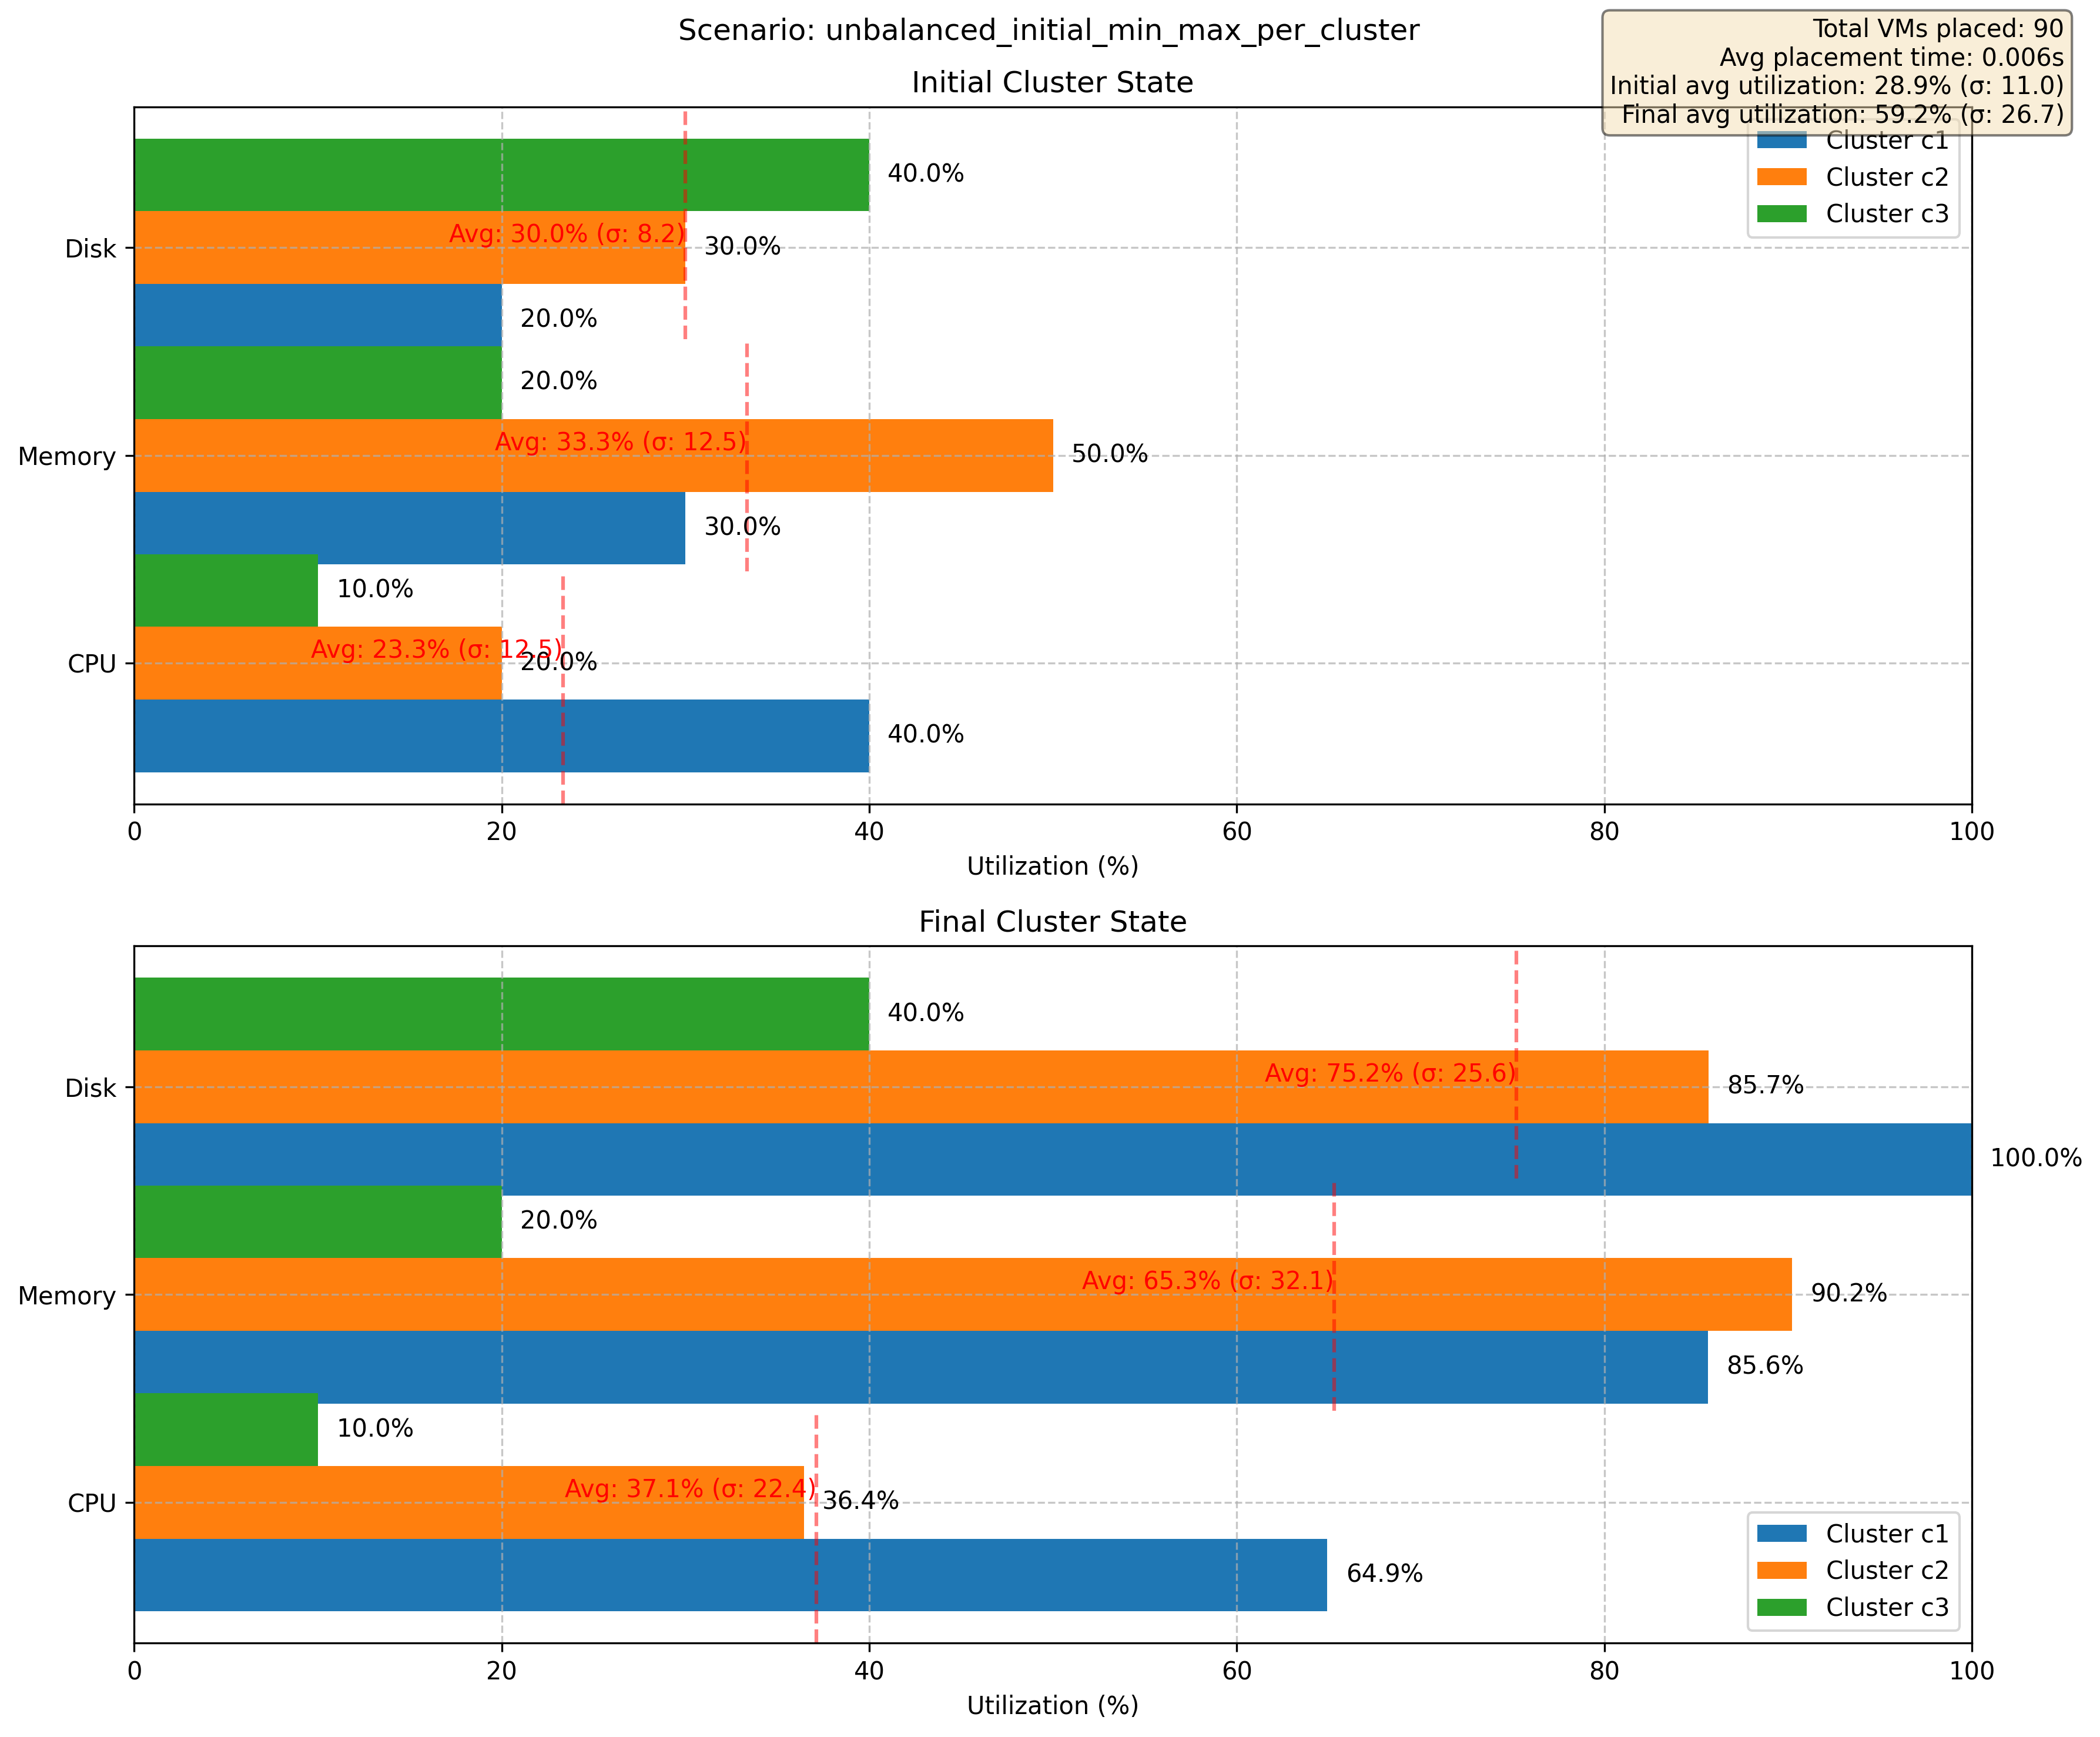 Scenario: unbalanced_initial_min_max_per_cluster
Total VMs placed: 90
Avg placement time: 0.006s
Initial avg utilization: 28.9% (σ: 11.0)
Final avg utilization: 59.2% (σ: 26.7)
Initial Cluster State
Cluster c1
Cluster c2
Cluster c3
40.0%
Disk
Avg: 30.0% (σ: 8.2)
30.0%
20.0%
20.0%
Memory
Avg: 33.3% (σ: 12.5)
50.0%
30.0%
10.0%
CPU
Avg: 23.3% (σ: 12.5)
20.0%
40.0%
0 20 40 60 80 100
Utilization (%)
Final Cluster State
40.0%
Disk
Avg: 75.2% (σ: 25.6)
85.7%
100.0%
20.0%
Memory
Avg: 65.3% (σ: 32.1)
90.2%
85.6%
10.0%
CPU
Avg: 37.1% (σ: 22.4)
36.4%
64.9%
Cluster c1
Cluster c2
Cluster c3
0 20 40 60 80 100
Utilization (%)